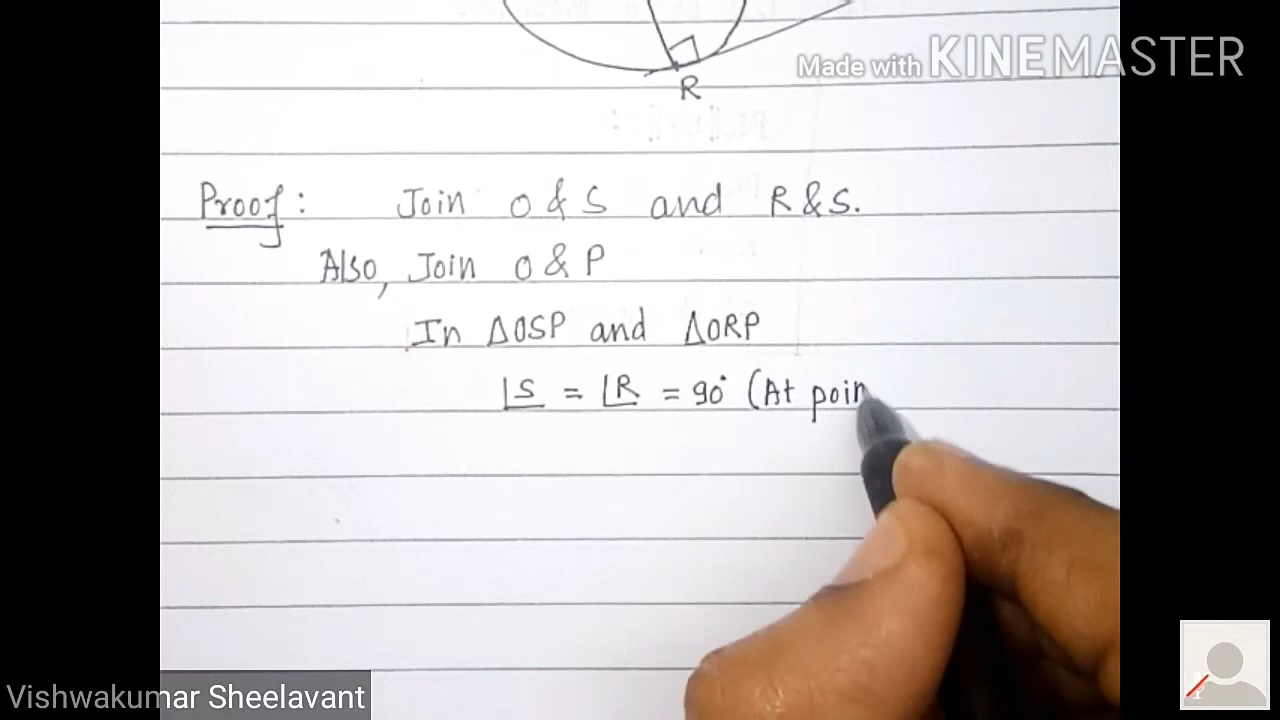 Made with KINEMASTER
R
Proof: Join O & S and R & S.
Also, Join O & P
In ΔOSP and ΔORP
∠S = ∠R = 90° (At poin
Vishwakumar Sheelavant